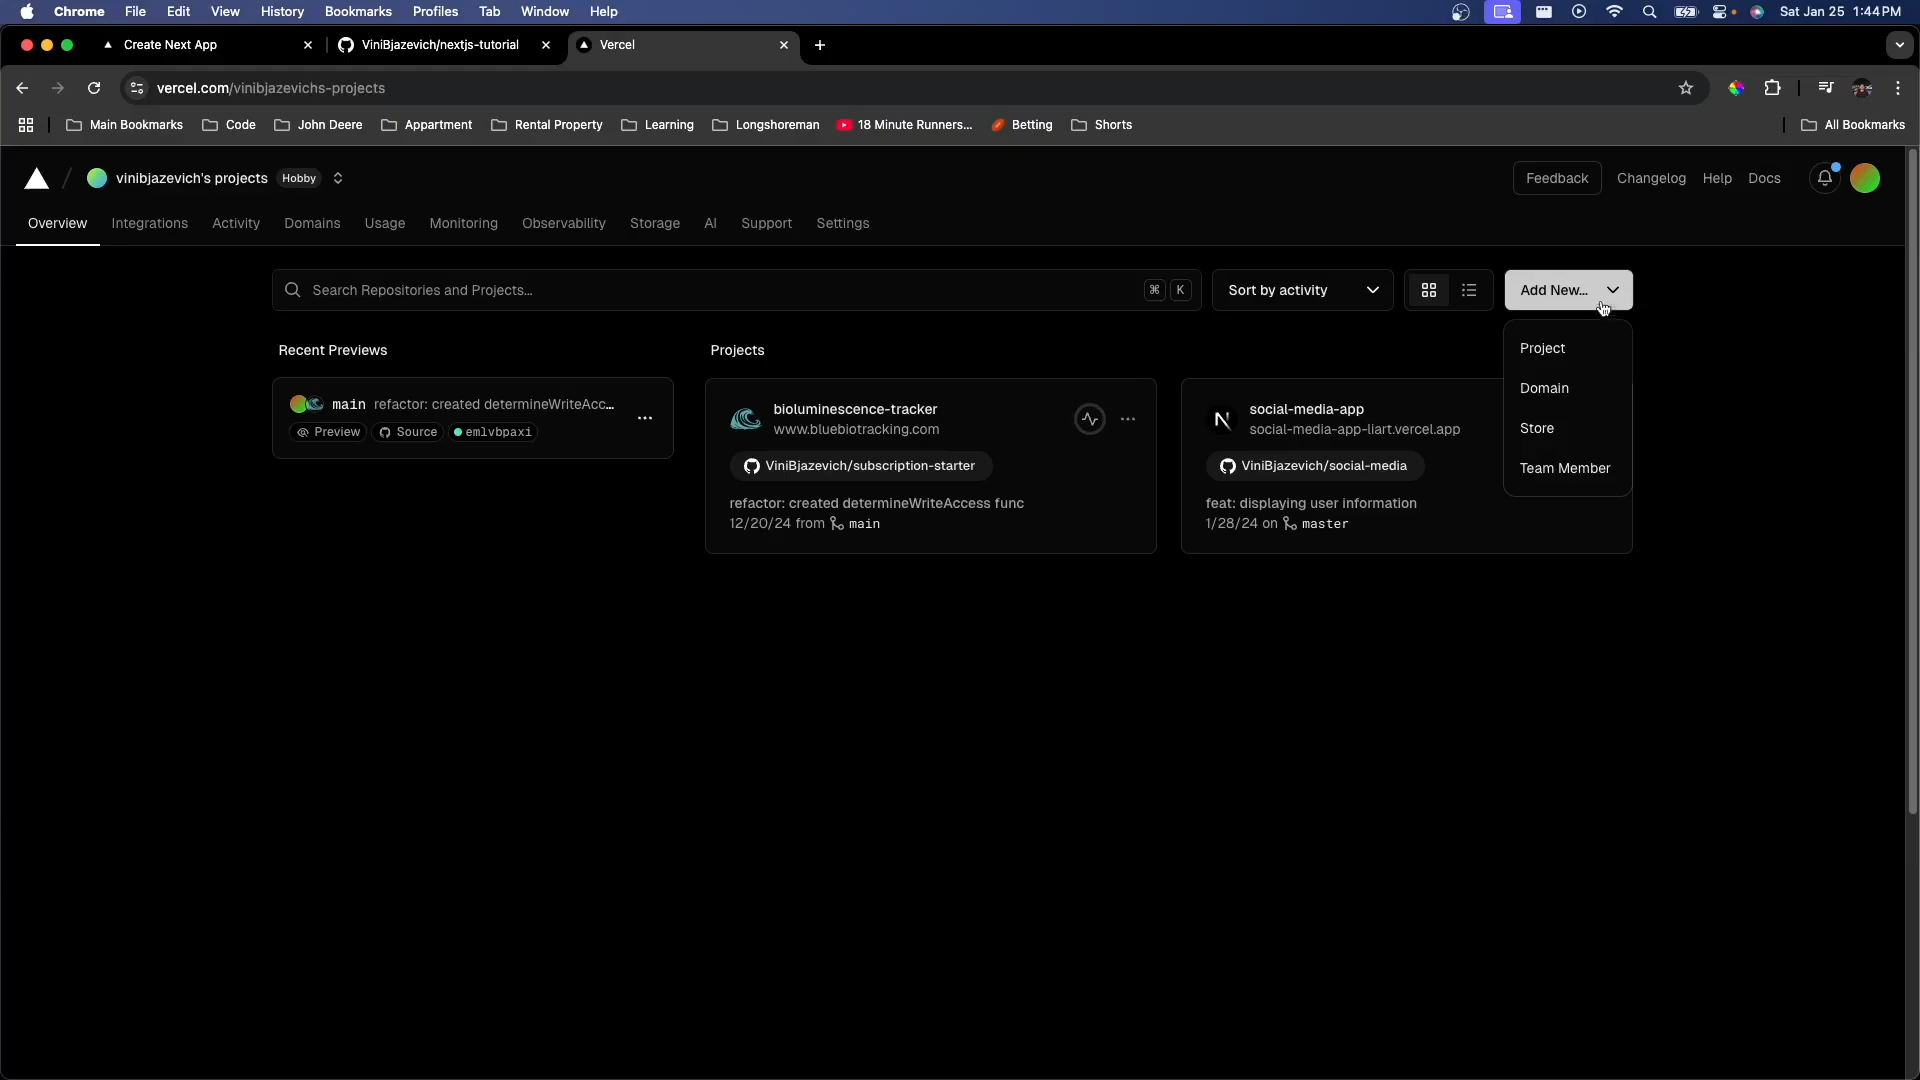 Chrome File Edit View History Bookmarks Profiles Tab Window Help Sat Jan 25 1:44 PM
Create Next App ViniBjazevich/nextjs-tutorial Vercel
vercel.com/vinibjazevichs-projects
Main Bookmarks Code John Deere Appartment Rental Property Learning Longshoreman 18 Minute Runners... Betting Shorts All Bookmarks
vinibjazevich's projects Hobby Feedback Changelog Help Docs
Overview Integrations Activity Domains Usage Monitoring Observability Storage AI Support Settings
Search Repositories and Projects... ⌘ K Sort by activity Add New...
Project
Domain
Store
Team Member
Recent Previews
main refactor: created determineWriteAcc...
Preview Source emlvbpaxi
Projects
bioluminescence-tracker
www.bluebiotracking.com
ViniBjazevich/subscription-starter
refactor: created determineWriteAccess func
12/20/24 from main
social-media-app
social-media-app-liart.vercel.app
ViniBjazevich/social-media
feat: displaying user information
1/28/24 on master